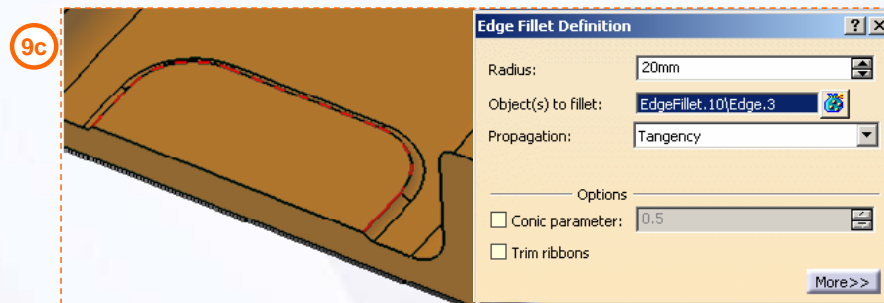 9c
Edge Fillet Definition
Radius: 20mm
Object(s) to fillet: EdgeFillet.10\Edge.3
Propagation: Tangency
Options
Conic parameter: 0.5
Trim ribbons
More>>